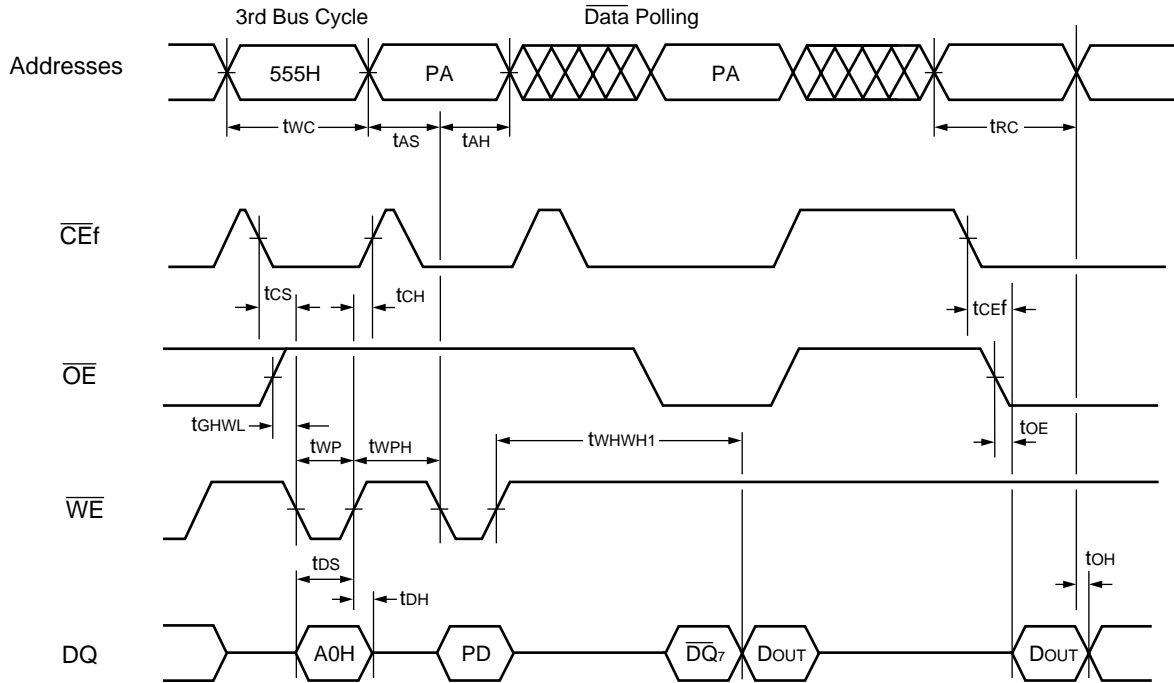 3rd Bus Cycle
Data Polling
Addresses
555H
PA
PA
tWC
tAS
tAH
tRC
CEf
tCS
tCH
tCEf
OE
tGHWL
tWP
tWPH
tWHWH1
tOE
WE
tDS
tDH
tOH
DQ
A0H
PD
DQ7
DOUT
DOUT